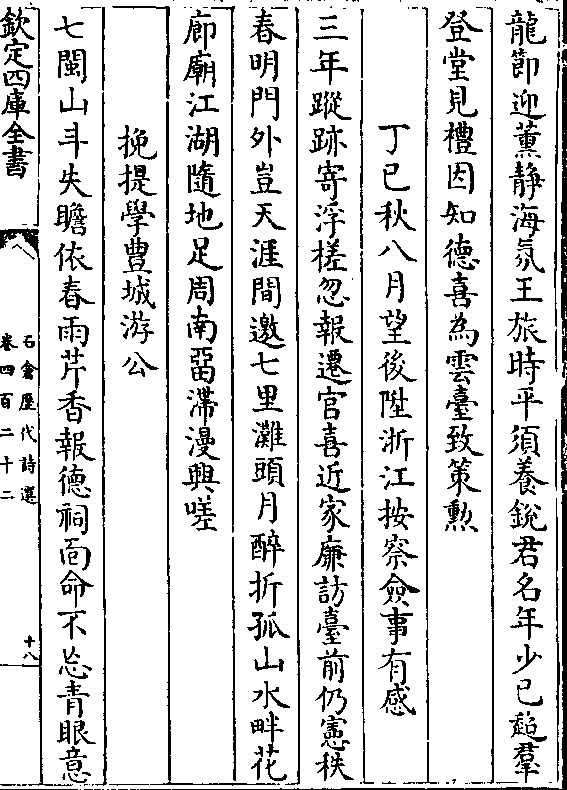 龍節迎薰静海氛王旅時平須養銳君名年少已超羣
登堂見禮因知德喜為雲臺致策勲
丁巳秋八月望後陞浙江按察僉事有感
三年蹤跡寄浮槎忽報遷官喜近家廉訪臺前仍憲秩
春明門外豈天涯間邀七里灘頭月醉折孤山水畔花
廊廟江湖隨地足周南畱滯漫興嗟
挽提學豊城游公
七閩山斗失瞻依春雨芹香報德祠靣命不忘青眼意
欽定四庫全書
石倉歷代詩選
卷四百二十二
十八